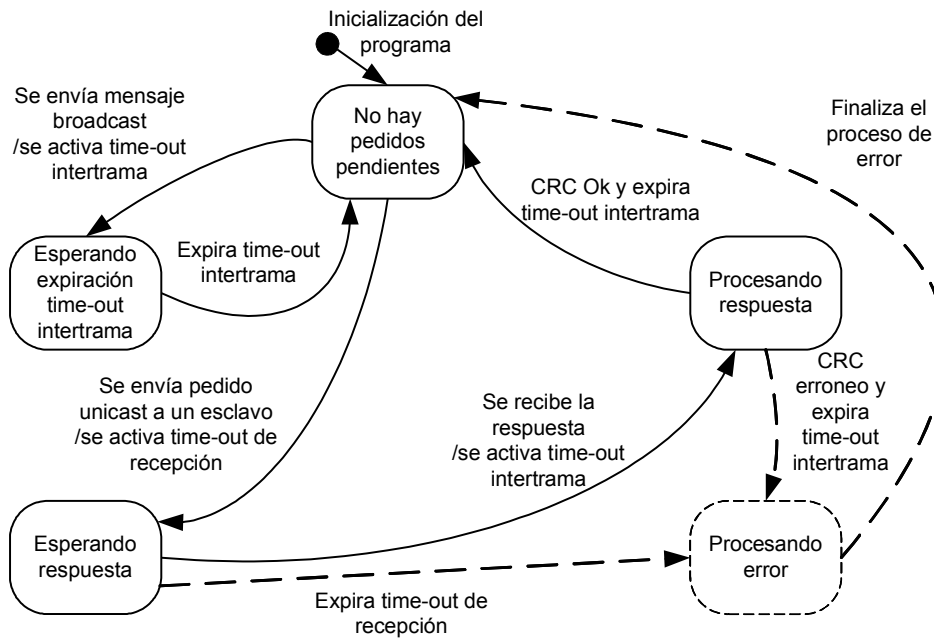 Inicialización del
programa
Se envía mensaje
broadcast
/se activa time-out
intertrama
No hay
pedidos
pendientes
Finaliza el
proceso de
error
CRC Ok y expira
time-out intertrama
Esperando
expiración
time-out
intertrama
Expira time-out
intertrama
Procesando
respuesta
Se envía pedido
unicast a un esclavo
/se activa time-out de
recepción
Se recibe la
respuesta
/se activa time-out
intertrama
CRC
erroneo y
expira
time-out
intertrama
Esperando
respuesta
Procesando
error
Expira time-out de
recepción